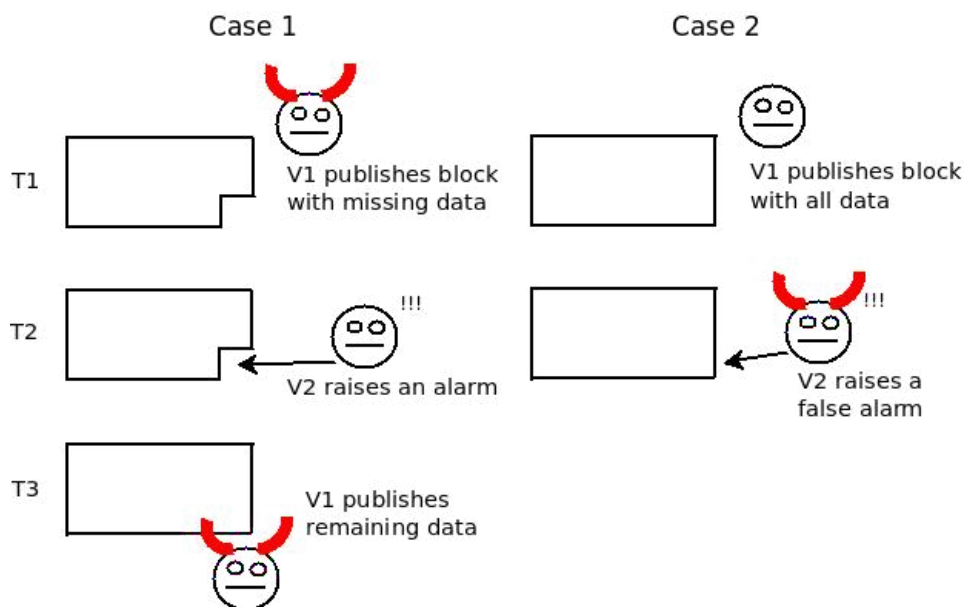 Case 1
Case 2
T1
V1 publishes block
with missing data
V1 publishes block
with all data
T2
!!!
V2 raises an alarm
!!!
V2 raises a
false alarm
T3
V1 publishes
remaining data